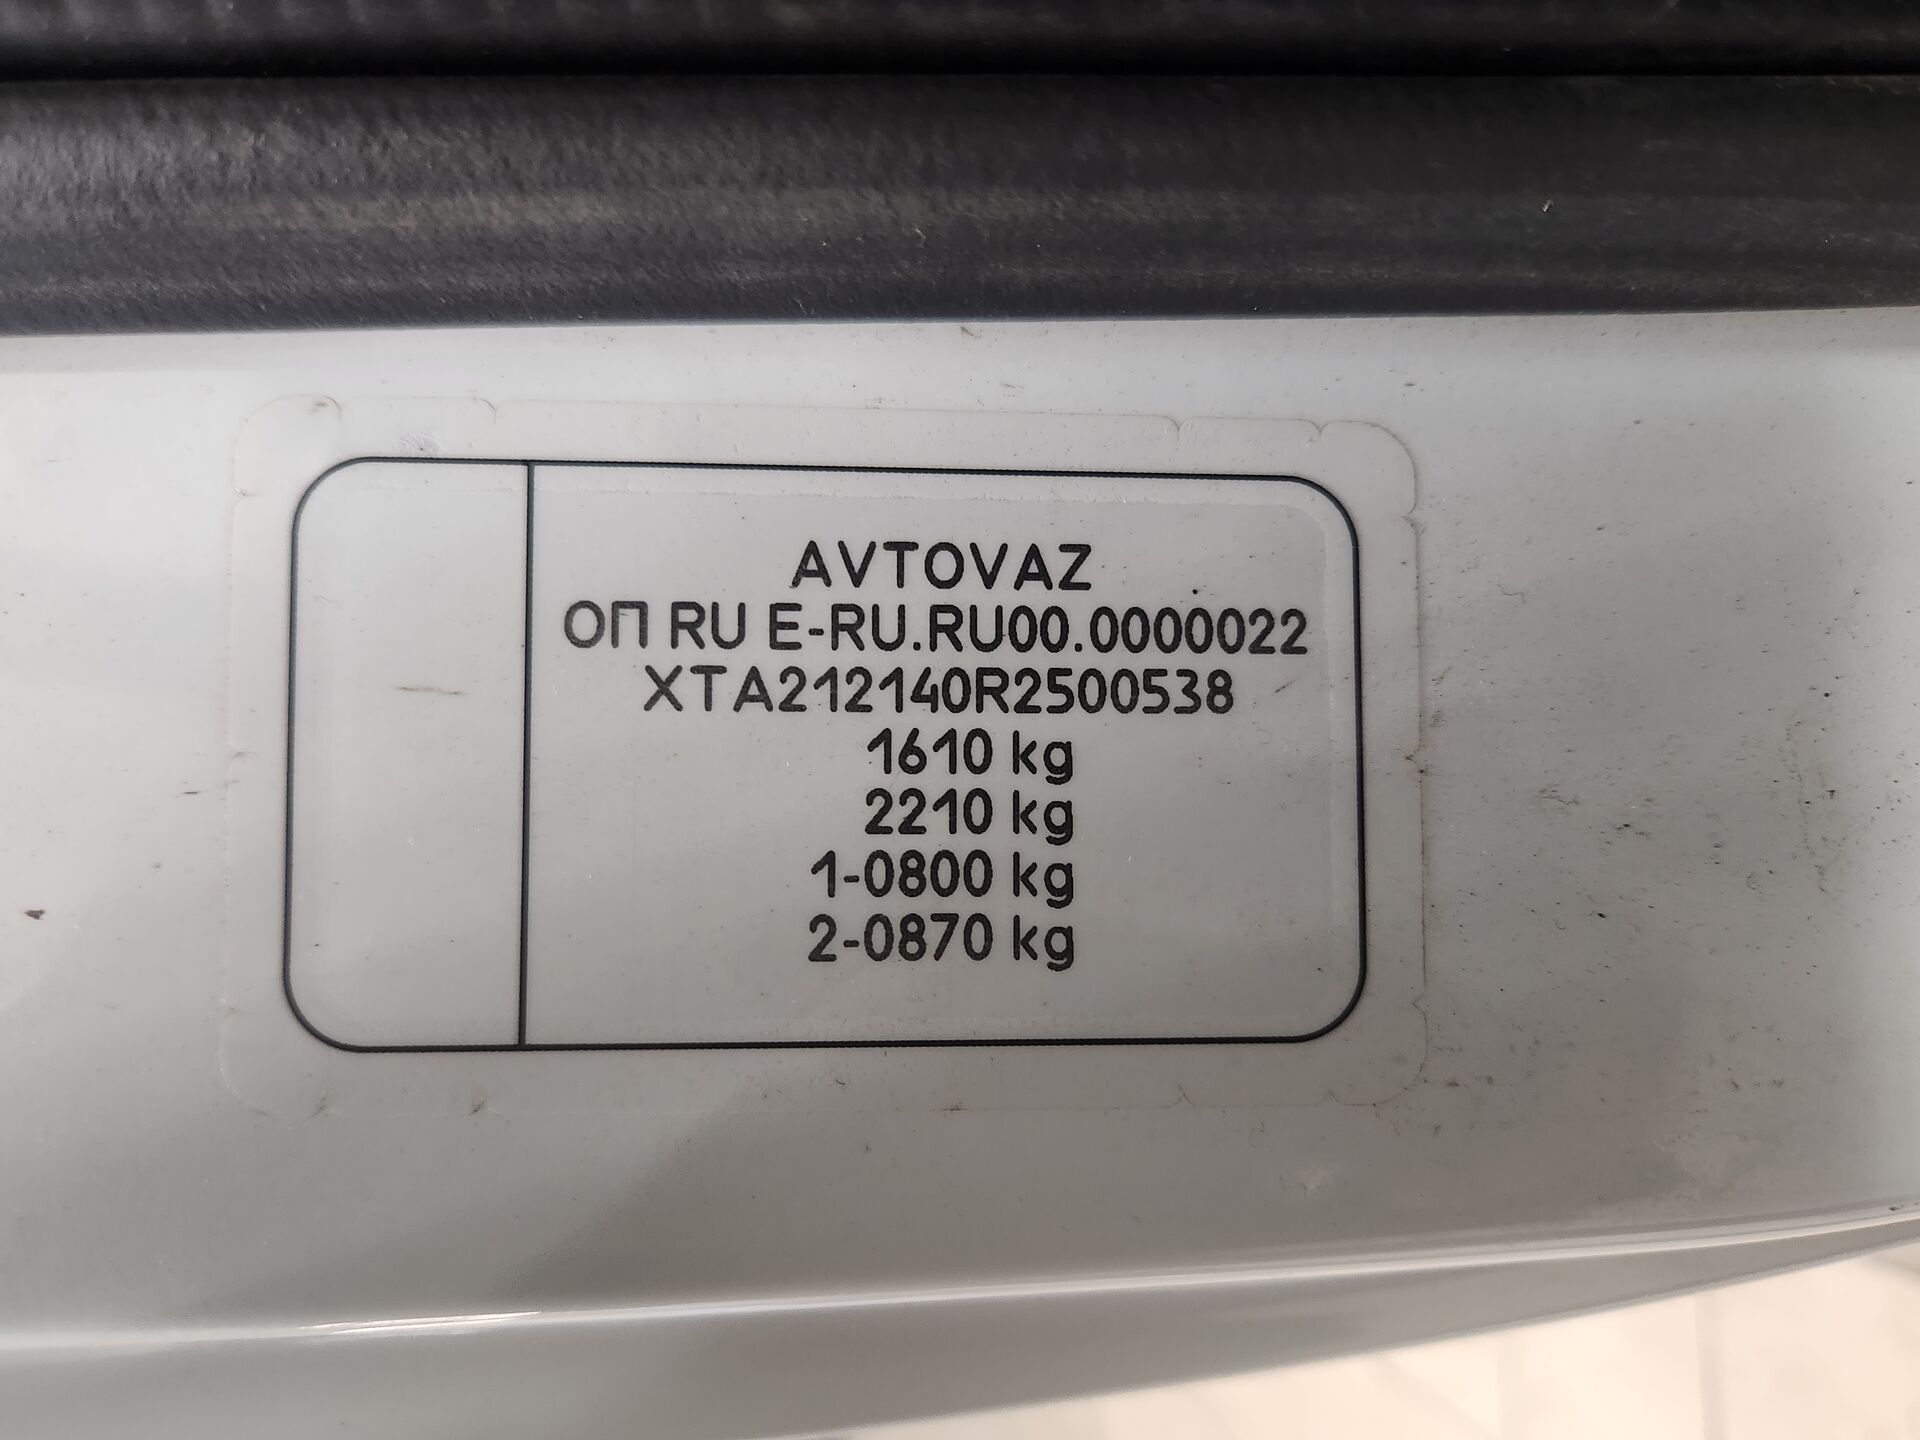 AVTOVAZ
ОП RU E-RU.RU00.0000022
XTA212140R2500538
1610 kg
2210 kg
1-0800 kg
2-0870 kg